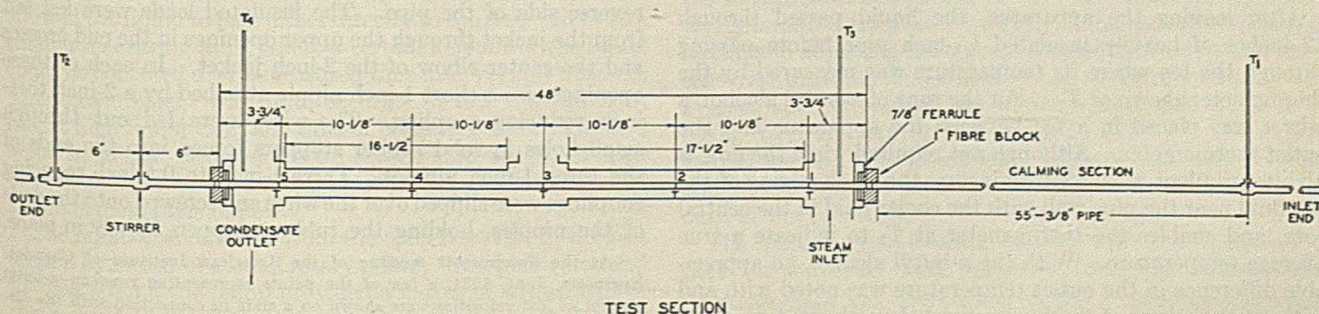 T4
T3
T2
T1
48"
3-3/4"
10-1/8"
10-1/8"
10-1/8"
10-1/8"
3-3/4"
7/8" FERRULE
1" FIBRE BLOCK
6"
6"
16-1/2"
17-1/2"
CALMING SECTION
5
4
3
2
OUTLET END
INLET END
STIRRER
CONDENSATE OUTLET
STEAM INLET
55"-3/8" PIPE
TEST SECTION